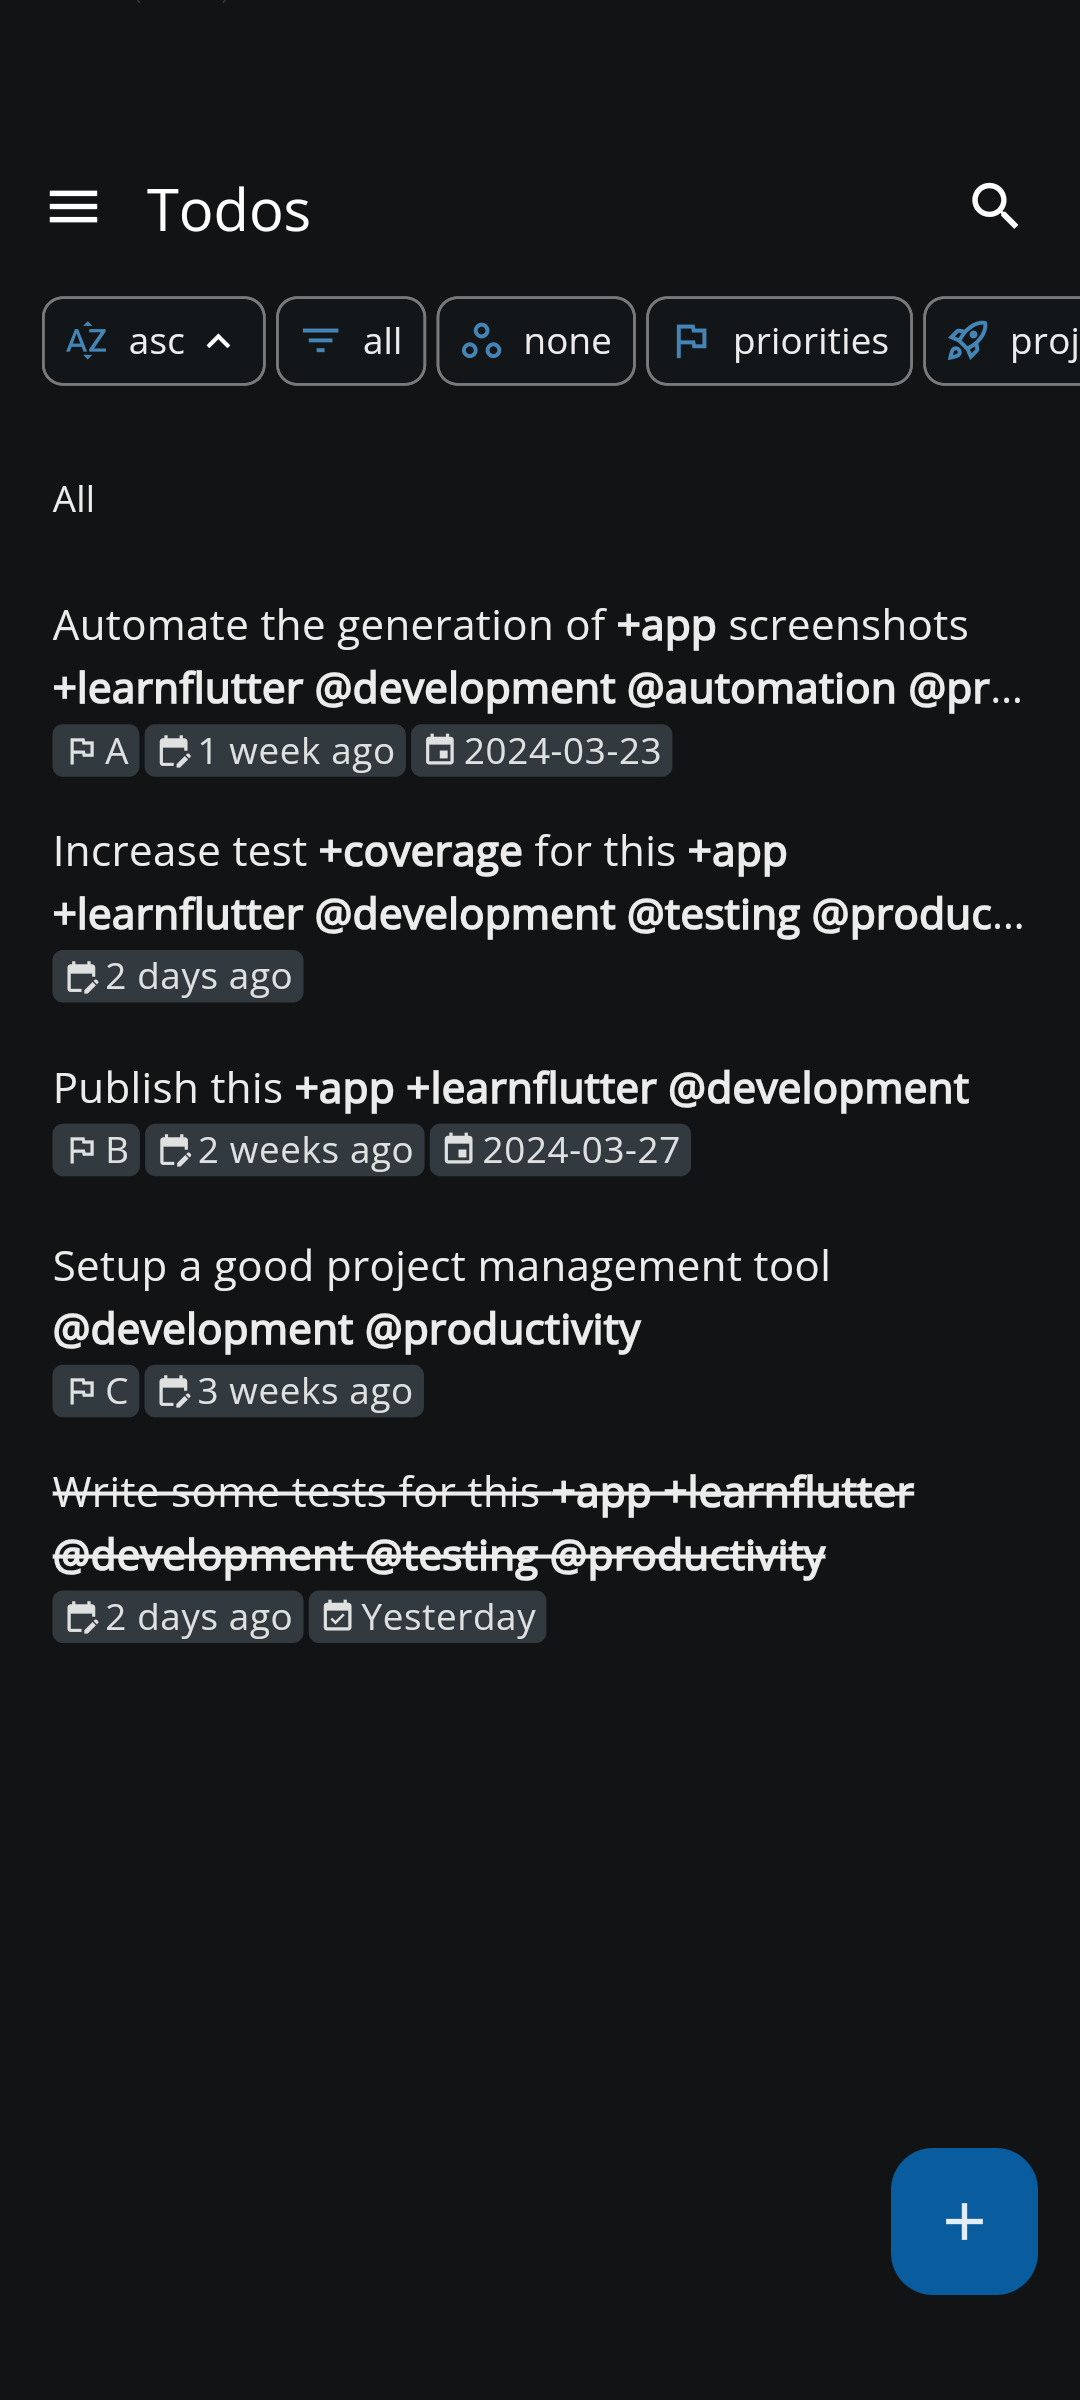 Todos
asc all none priorities proj
All
Automate the generation of +app screenshots
+learnflutter @development @automation @pr...
A 1 week ago 2024-03-23
Increase test +coverage for this +app
+learnflutter @development @testing @produc...
2 days ago
Publish this +app +learnflutter @development
B 2 weeks ago 2024-03-27
Setup a good project management tool
@development @productivity
C 3 weeks ago
Write some tests for this +app +learnflutter
@development @testing @productivity
2 days ago Yesterday